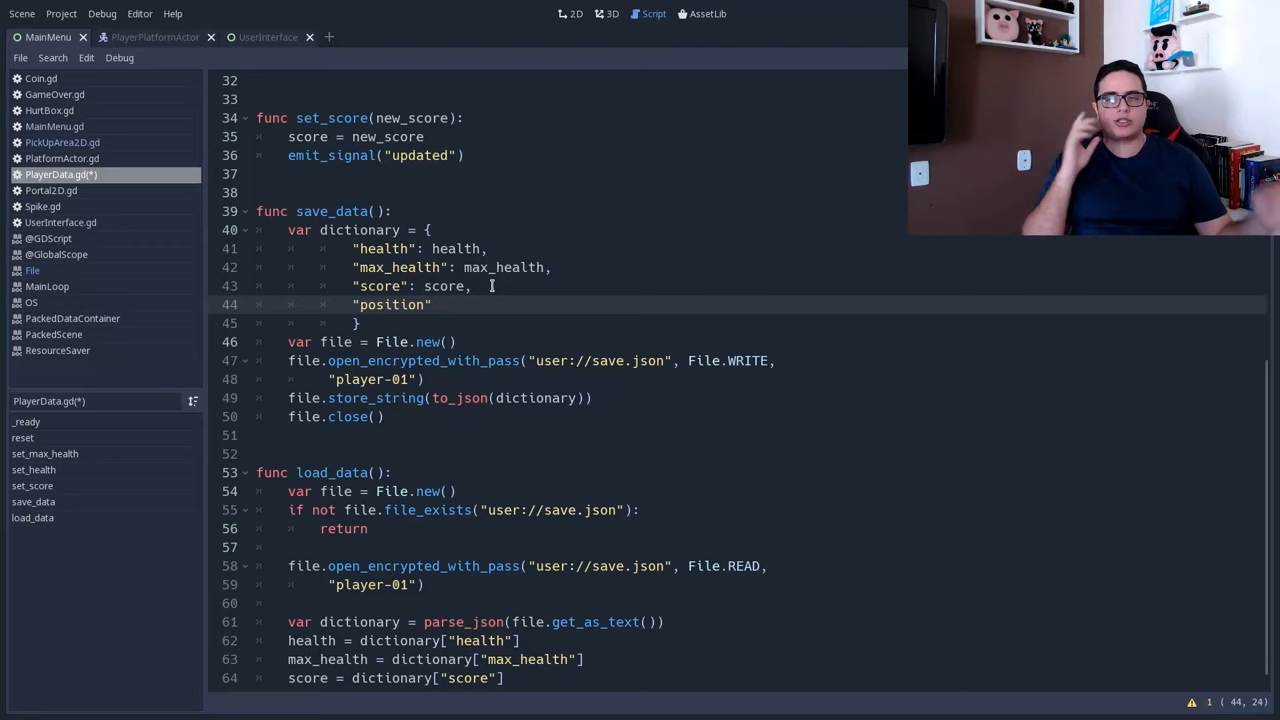 Scene Project Debug Editor Help
2D 3D Script AssetLib
MainMenu PlayerPlatformActor UserInterface
File Search Edit Debug
Coin.gd
GameOver.gd
HurtBox.gd
MainMenu.gd
PickUpArea2D.gd
PlatformActor.gd
PlayerData.gd(*)
Portal2D.gd
Spike.gd
UserInterface.gd
@GDScript
@GlobalScope
File
MainLoop
OS
PackedDataContainer
PackedScene
ResourceSaver
PlayerData.gd(*)
_ready
reset
set_max_health
set_health
set_score
save_data
load_data
32
33
34 func set_score(new_score):
35 score = new_score
36 emit_signal("updated")
37
38
39 func save_data():
40 var dictionary = {
41 "health": health,
42 "max_health": max_health,
43 "score": score,
44 "position"
45 }
46 var file = File.new()
47 file.open_encrypted_with_pass("user://save.json", File.WRITE,
48 "player-01")
49 file.store_string(to_json(dictionary))
50 file.close()
51
52
53 func load_data():
54 var file = File.new()
55 if not file.file_exists("user://save.json"):
56 return
57
58 file.open_encrypted_with_pass("user://save.json", File.READ,
59 "player-01")
60
61 var dictionary = parse_json(file.get_as_text())
62 health = dictionary["health"]
63 max_health = dictionary["max_health"]
64 score = dictionary["score"]
1 ( 44, 24)